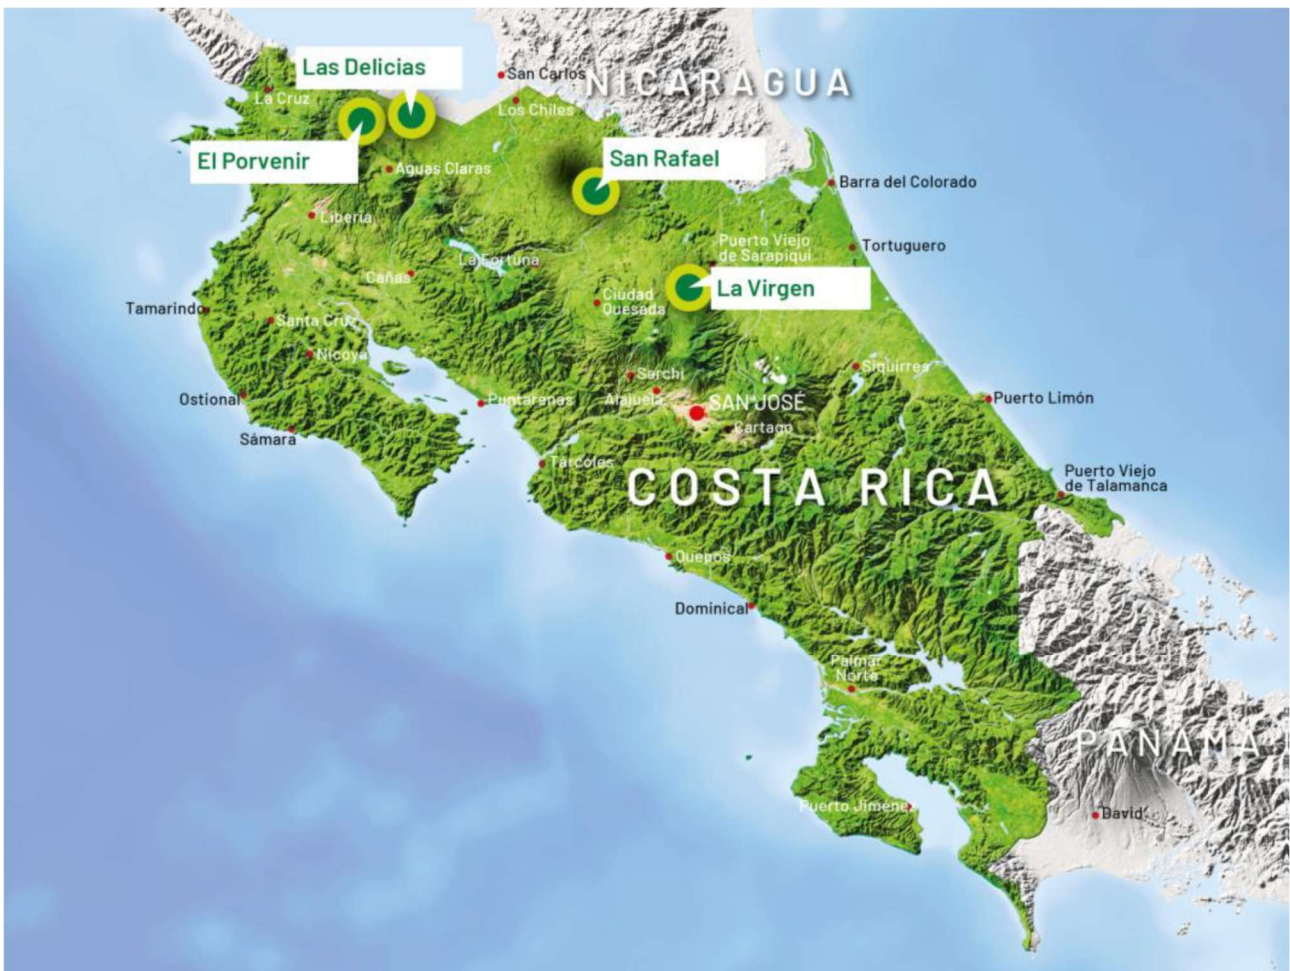 Las Delicias
San Carlos
NICARAGUA
La Cruz
Los Chiles
El Porvenir
San Rafael
Aguas Claras
Barra del Colorado
Liberia
Puerto Viejo
de Sarapiquí
Tortuguero
La Fortuna
Cañas
La Virgen
Ciudad
Quesada
Tamarindo
Santa Cruz
Nicoya
Siquirres
Sarchí
Ostional
Puntarenas
Alajuela
SAN JOSÉ
Puerto Limón
Cartago
Sámara
Tárcoles
COSTA RICA
Puerto Viejo
de Talamanca
Quepos
Dominical
Palmar
Norte
PANAMÁ
Puerto Jiménez
David